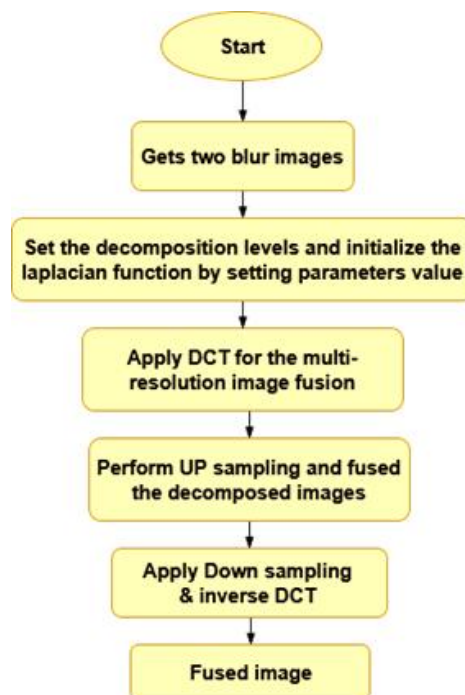 Start
Gets two blur images
Set the decomposition levels and initialize the
laplacian function by setting parameters value
Apply DCT for the multi-
resolution image fusion
Perform UP sampling and fused
the decomposed images
Apply Down sampling
& inverse DCT
Fused image